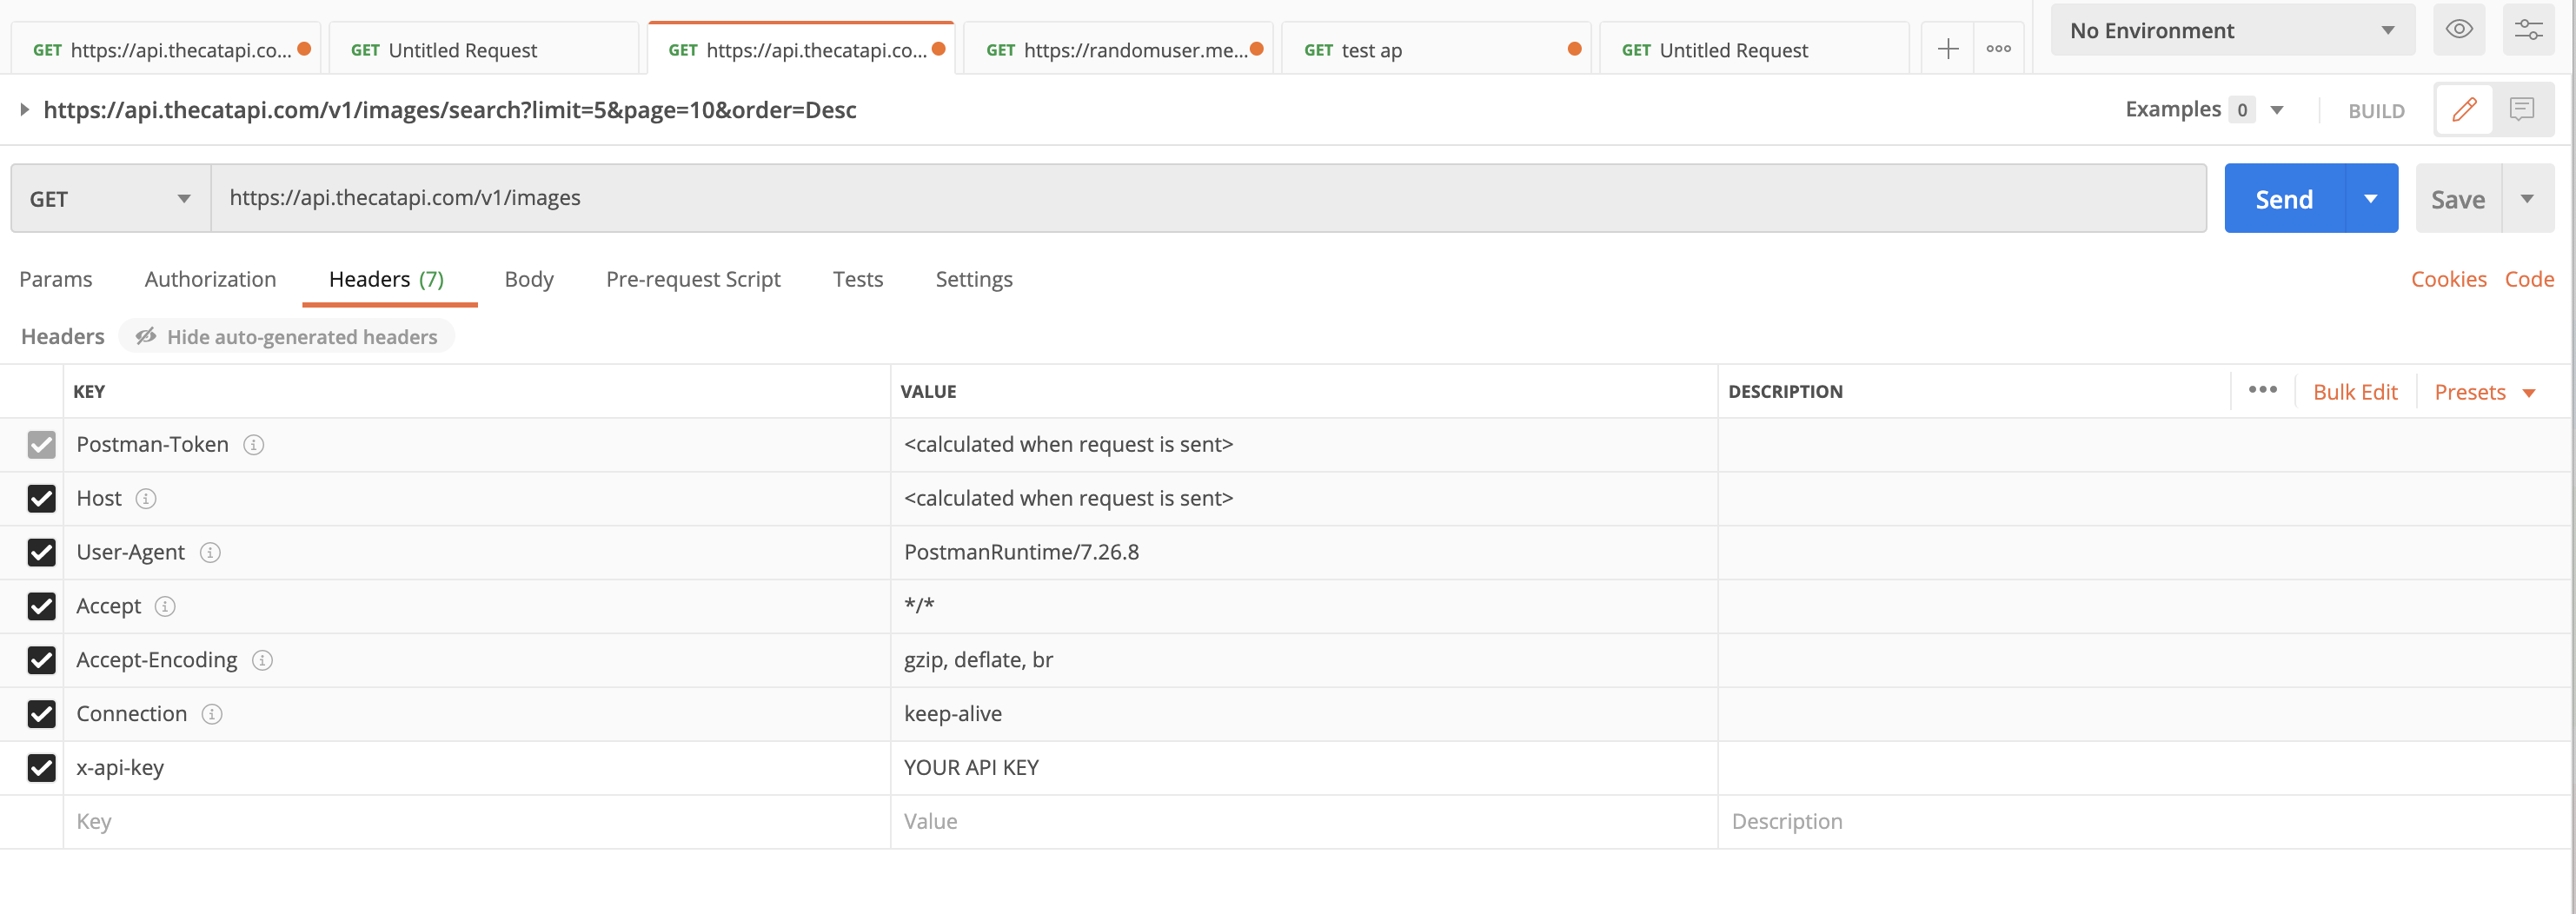 GET https://api.thecatapi.co... GET Untitled Request GET https://api.thecatapi.co... GET https://randomuser.me... GET test ap GET Untitled Request No Environment
https://api.thecatapi.com/v1/images/search?limit=5&page=10&order=Desc Examples 0 BUILD
GET https://api.thecatapi.com/v1/images Send Save
Params Authorization Headers (7) Body Pre-request Script Tests Settings Cookies Code
Headers Hide auto-generated headers
KEY VALUE DESCRIPTION Bulk Edit Presets
Postman-Token <calculated when request is sent>
Host <calculated when request is sent>
User-Agent PostmanRuntime/7.26.8
Accept */*
Accept-Encoding gzip, deflate, br
Connection keep-alive
x-api-key YOUR API KEY
Key Value Description